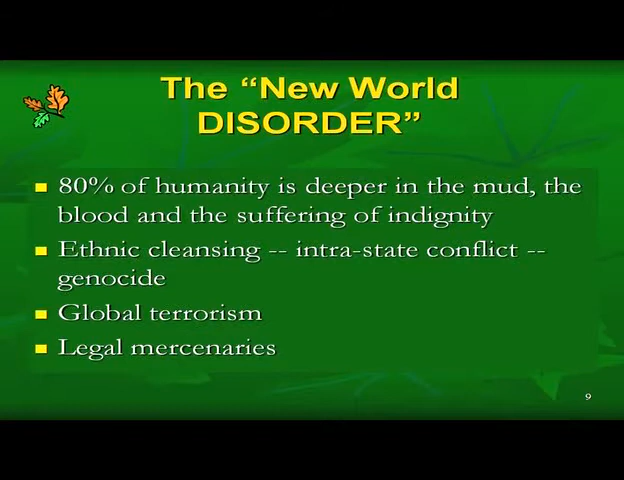 The “New World
DISORDER”
80% of humanity is deeper in the mud, the
blood and the suffering of indignity
Ethnic cleansing -- intra-state conflict --
genocide
Global terrorism
Legal mercenaries
9